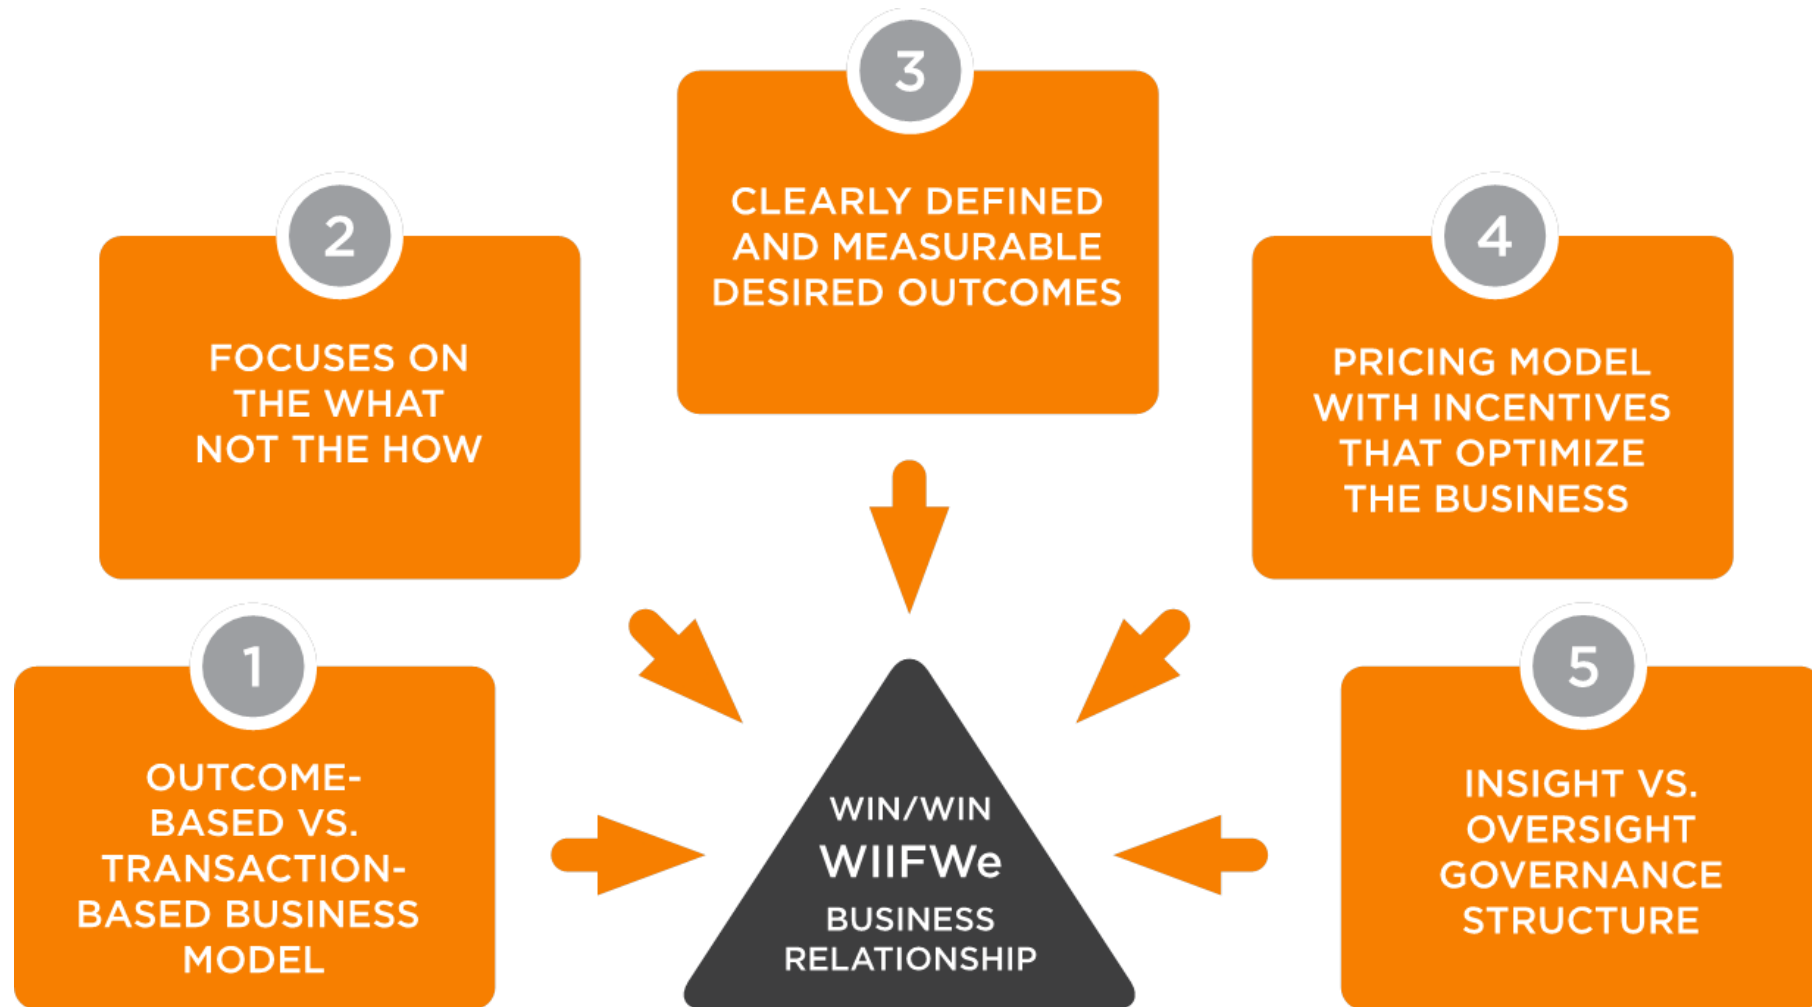 1
OUTCOME-
BASED VS.
TRANSACTION-
BASED BUSINESS
MODEL
2
FOCUSES ON
THE WHAT
NOT THE HOW
3
CLEARLY DEFINED
AND MEASURABLE
DESIRED OUTCOMES
4
PRICING MODEL
WITH INCENTIVES
THAT OPTIMIZE
THE BUSINESS
5
INSIGHT VS.
OVERSIGHT
GOVERNANCE
STRUCTURE
WIN/WIN
WIIFWe
BUSINESS
RELATIONSHIP